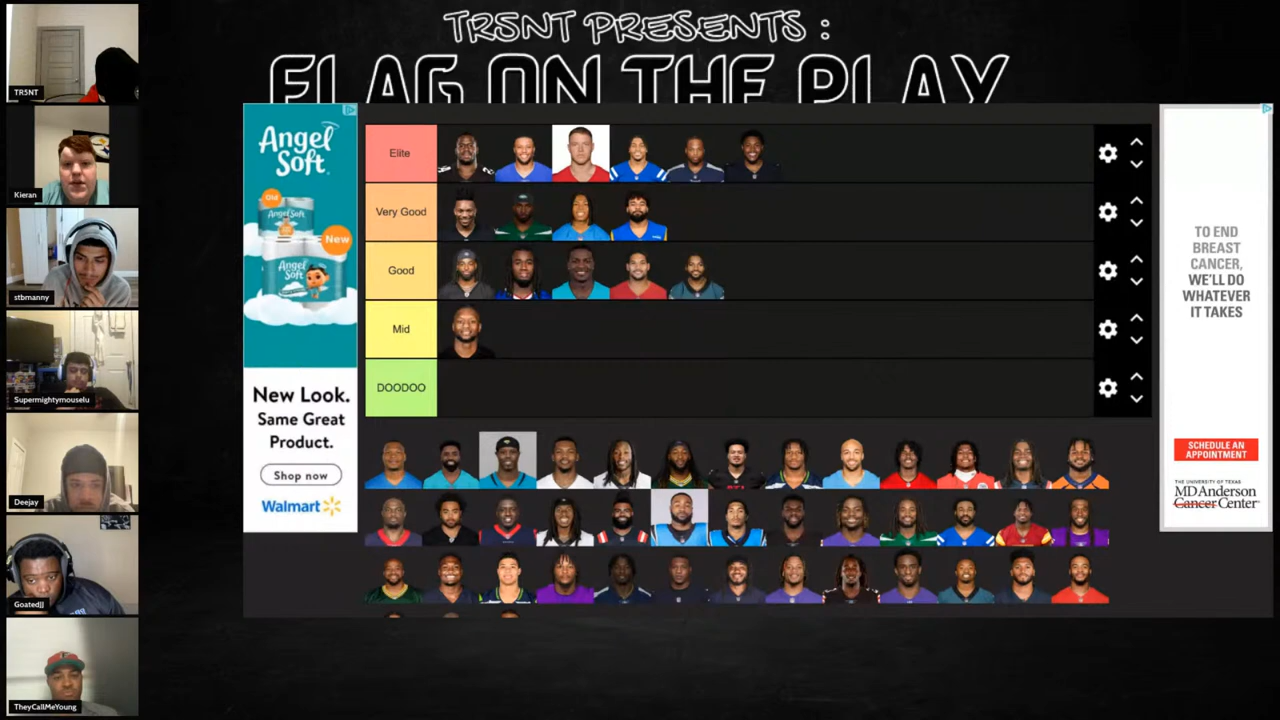 TR5NT PRESENTS :
FLAG ON THE PLAY
TR5NT
Kieran
stbmanny
Supermightymouselu
Deejay
GoatedJJ
TheyCallMeYoung
Angel
Soft
Old
New
New Look.
Same Great
Product.
Shop now
Walmart
Elite
Very Good
Good
Mid
DOODOO
TO END
BREAST
CANCER,
WE'LL DO
WHATEVER
IT TAKES
SCHEDULE AN
APPOINTMENT
THE UNIVERSITY OF TEXAS
MD Anderson
Cancer Center